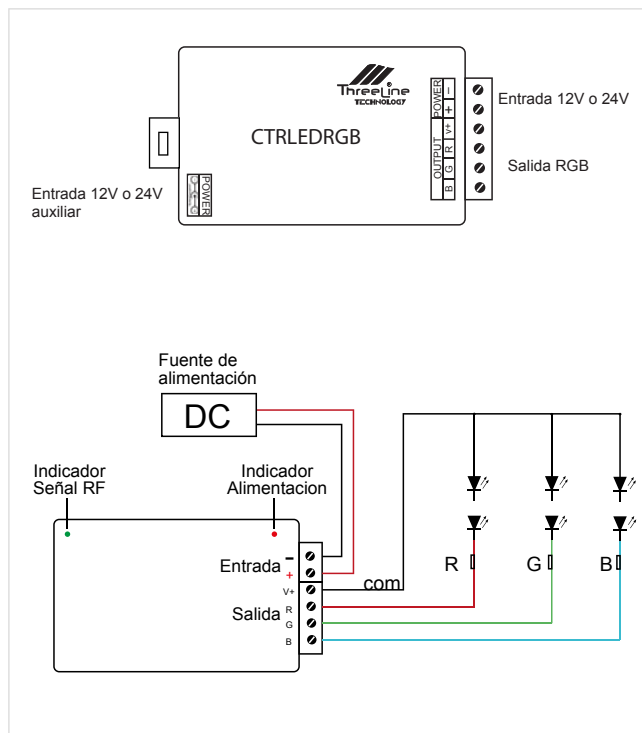 ThreeLine
TECHNOLOGY
CTRLEDRGB
POWER
- +
OUTPUT
V+ R G B
Entrada 12V o 24V
Salida RGB
Entrada 12V o 24V
auxiliar
POWER
Fuente de
alimentación
DC
Indicador
Señal RF
Indicador
Alimentacion
Entrada
-
+
Salida
V+
R
G
B
com
R
G
B